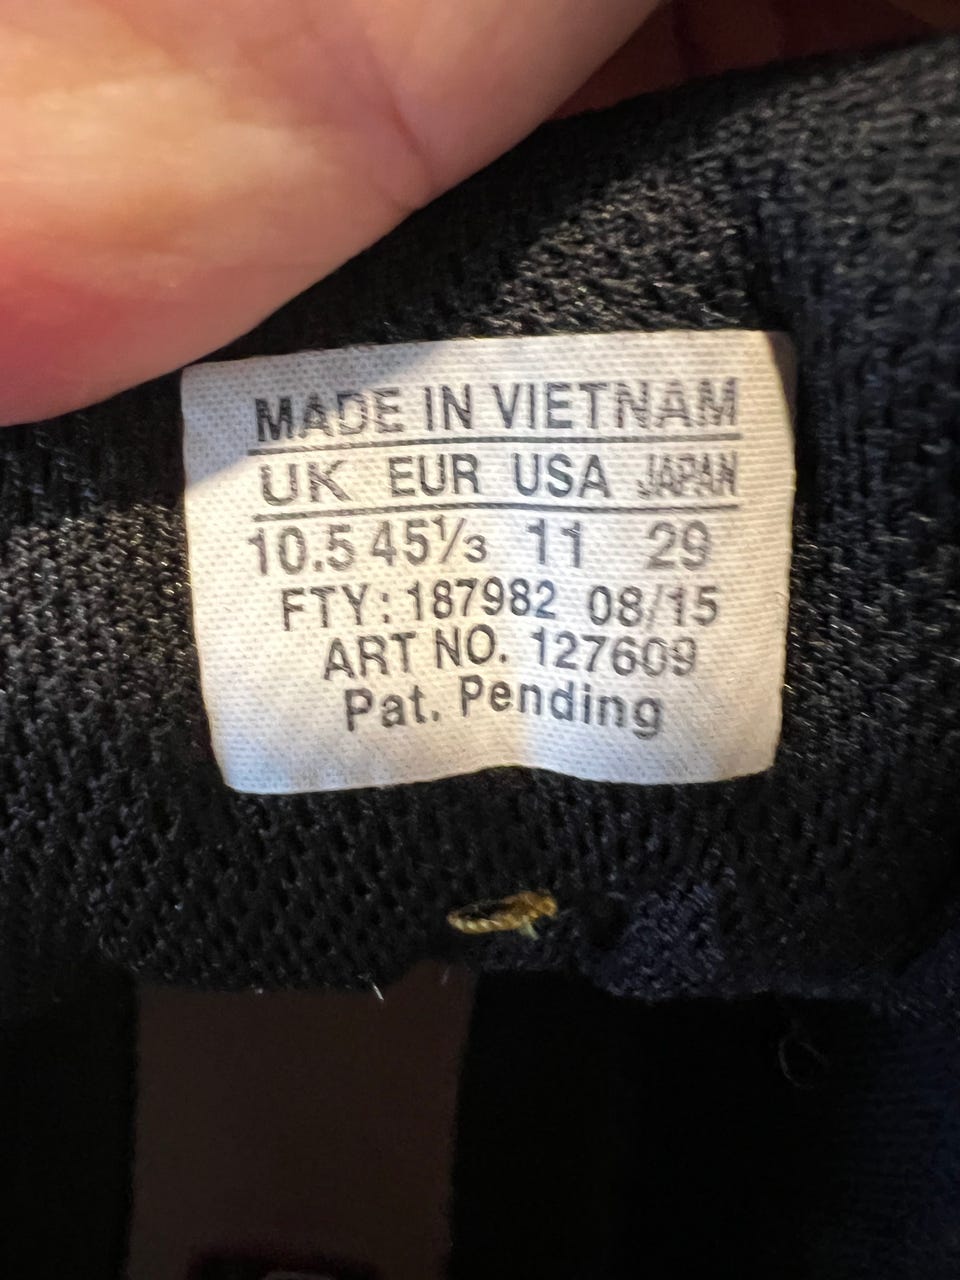 MADE IN VIETNAM
UK EUR USA JAPAN
10.5 45⅓ 11 29
FTY: 187982 08/15
ART NO. 127609
Pat. Pending